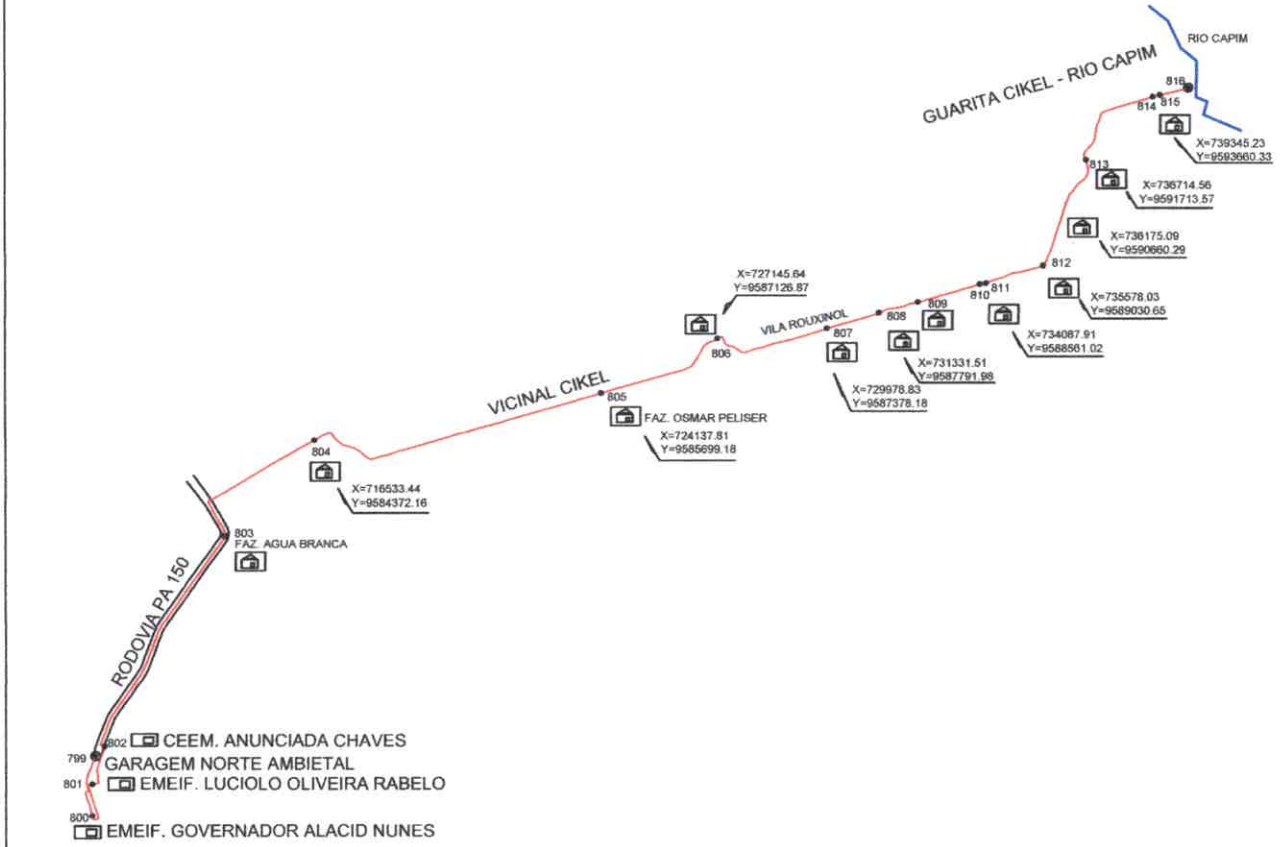 RIO CAPIM
GUARITA CIKEL - RIO CAPIM
816
814
815
X=739345.23
Y=9593660.33
813
X=736714.56
Y=9591713.57
X=736175.09
Y=9590660.29
812
X=735578.03
Y=9589030.65
X=727145.64
Y=9587126.87
810
811
809
808
VILA ROUXINOL
807
806
X=734087.91
Y=9588561.02
X=731331.51
Y=9587791.98
X=729978.83
Y=9587378.18
VICINAL CIKEL
805
FAZ. OSMAR PELISER
X=724137.81
Y=9585699.18
804
X=716533.44
Y=9584372.16
803
FAZ. AGUA BRANCA
RODOVIA PA 150
802
CEEM. ANUNCIADA CHAVES
799
GARAGEM NORTE AMBIETAL
801
EMEIF. LUCIOLO OLIVEIRA RABELO
800
EMEIF. GOVERNADOR ALACID NUNES